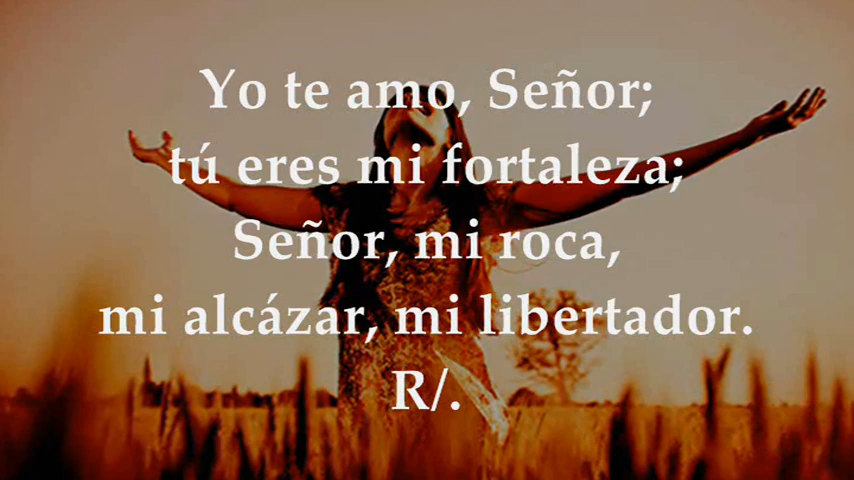 Yo te amo, Señor;
tú eres mi fortaleza;
Señor, mi roca,
mi alcázar, mi libertador.
R/.